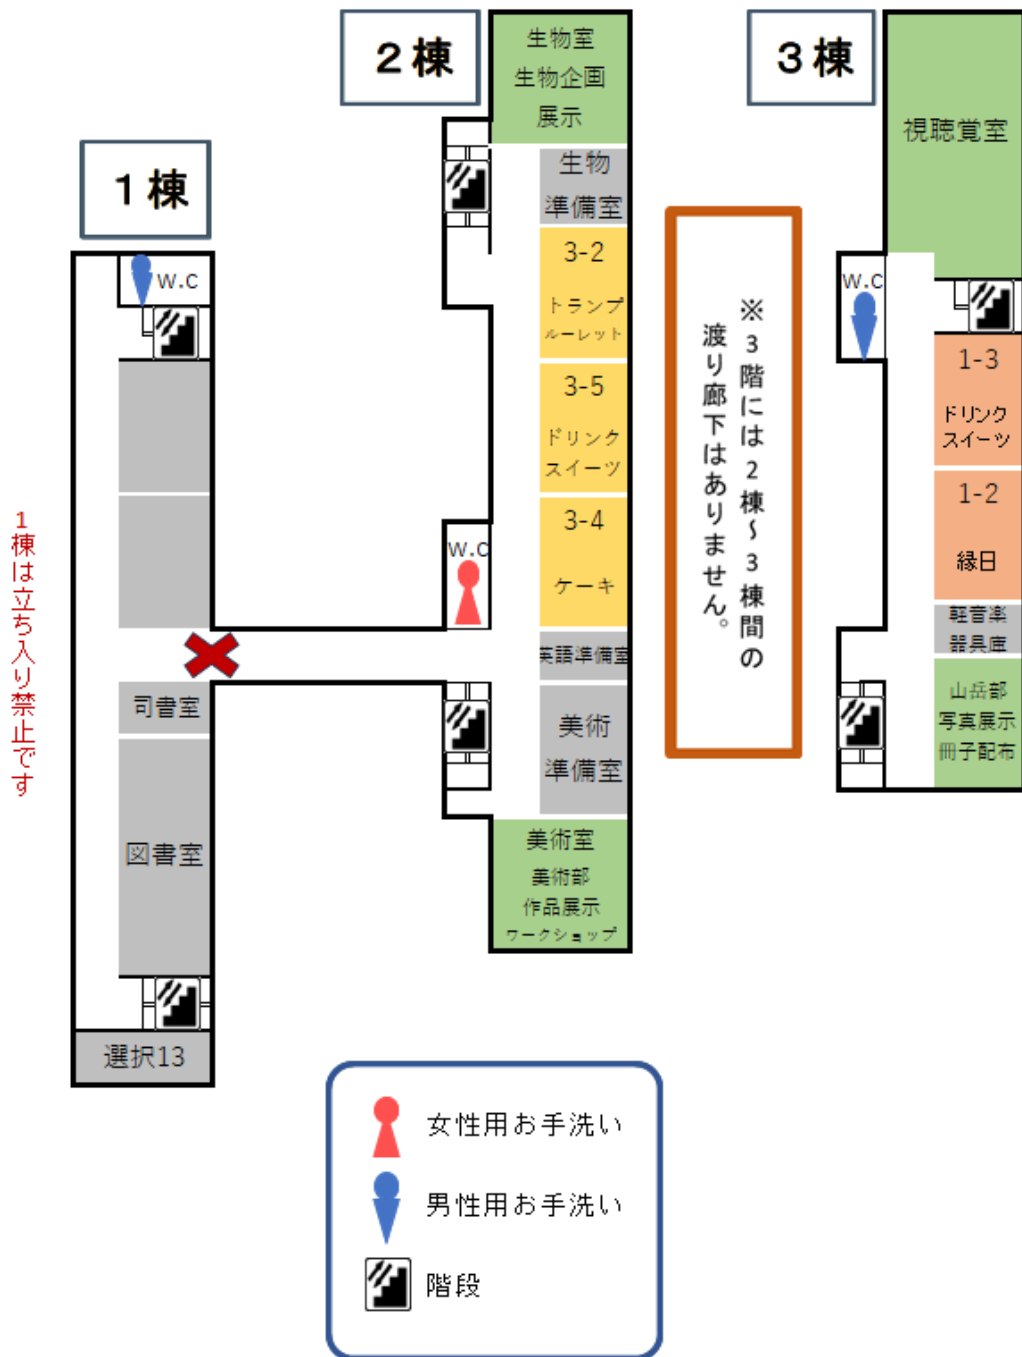 1棟
W.C
司書室
図書室
選択13
1棟は立ち入り禁止です
2棟
生物室
生物企画
展示
生物
準備室
3-2
トランプ
ルーレット
3-5
ドリンク
スイーツ
3-4
ケーキ
W.C
英語準備室
美術
準備室
美術室
美術部
作品展示
ワークショップ
※3階には2棟～3棟間の
渡り廊下はありません。
3棟
視聴覚室
W.C
1-3
ドリンク
スイーツ
1-2
縁日
軽音楽
器具庫
山岳部
写真展示
冊子配布
女性用お手洗い
男性用お手洗い
階段